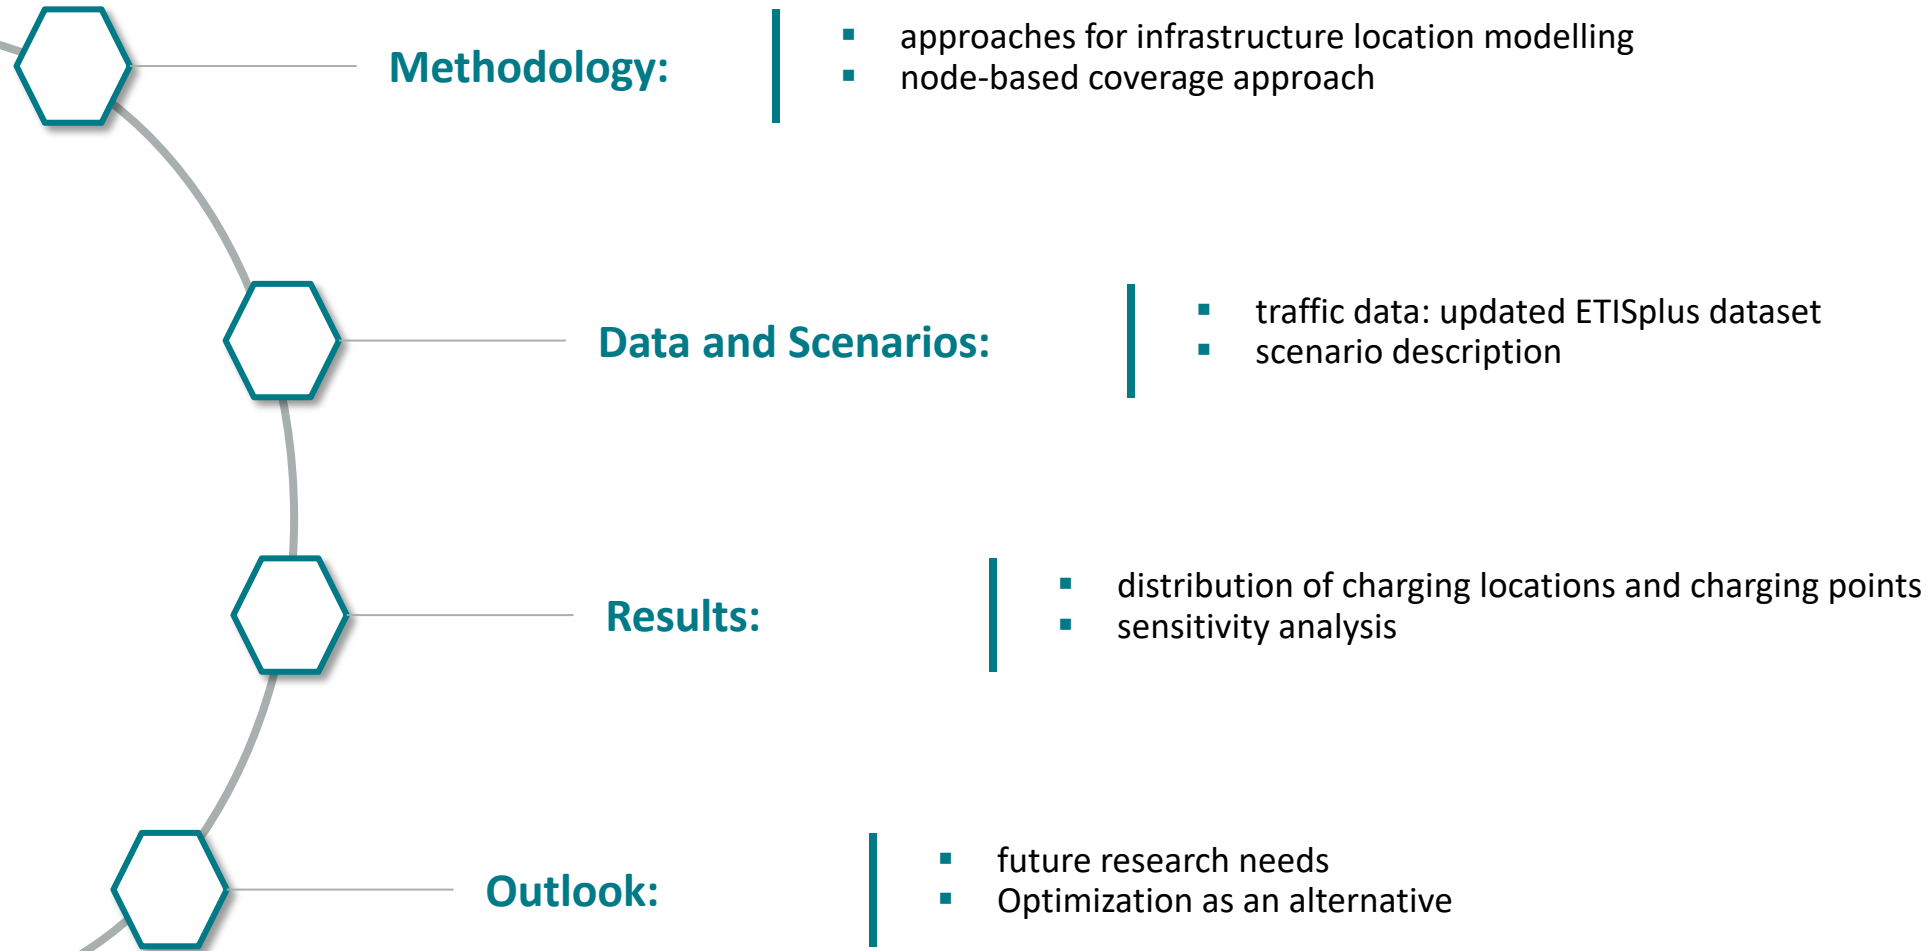 Methodology:
▪ approaches for infrastructure location modelling
▪ node-based coverage approach
Data and Scenarios:
▪ traffic data: updated ETISplus dataset
▪ scenario description
Results:
▪ distribution of charging locations and charging points
▪ sensitivity analysis
Outlook:
▪ future research needs
▪ Optimization as an alternative